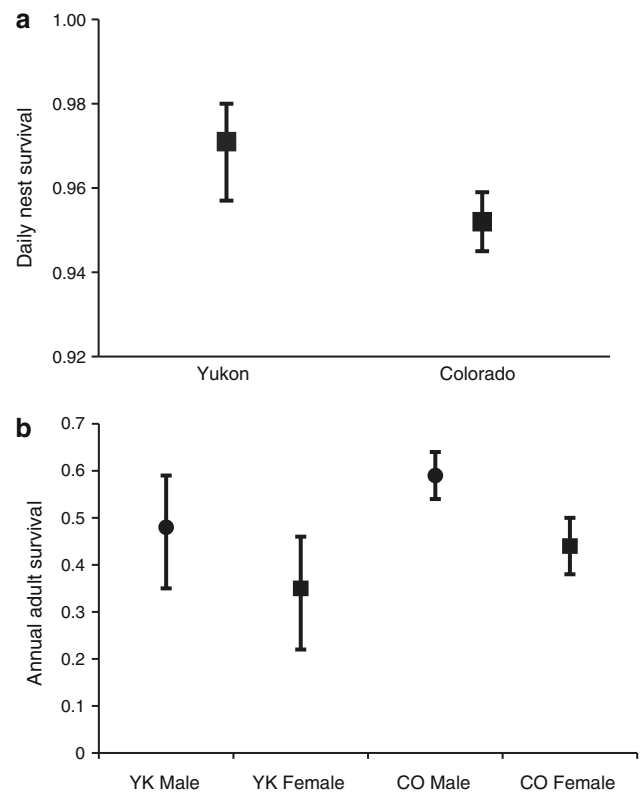 a
Daily nest survival
1.00
0.98
0.96
0.94
0.92
Yukon Colorado
b
Annual adult survival
0.7
0.6
0.5
0.4
0.3
0.2
0.1
0
YK Male YK Female CO Male CO Female